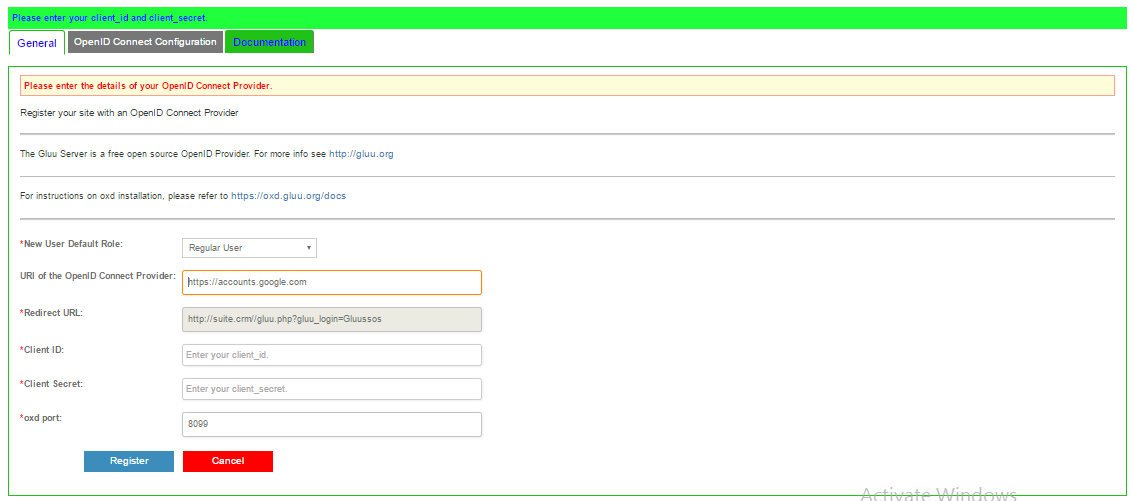 Please enter your client_id and client_secret.
General OpenID Connect Configuration Documentation
Please enter the details of your OpenID Connect Provider.
Register your site with an OpenID Connect Provider
The Gluu Server is a free open source OpenID Provider. For more info see http://gluu.org
For instructions on oxd installation, please refer to https://oxd.gluu.org/docs
*New User Default Role: Regular User
URI of the OpenID Connect Provider: https://accounts.google.com
*Redirect URL: http://suite.crm//gluu.php?gluu_login=Gluussos
*Client ID: Enter your client_id.
*Client Secret: Enter your client_secret.
*oxd port: 8099
Register Cancel
Activate Windows